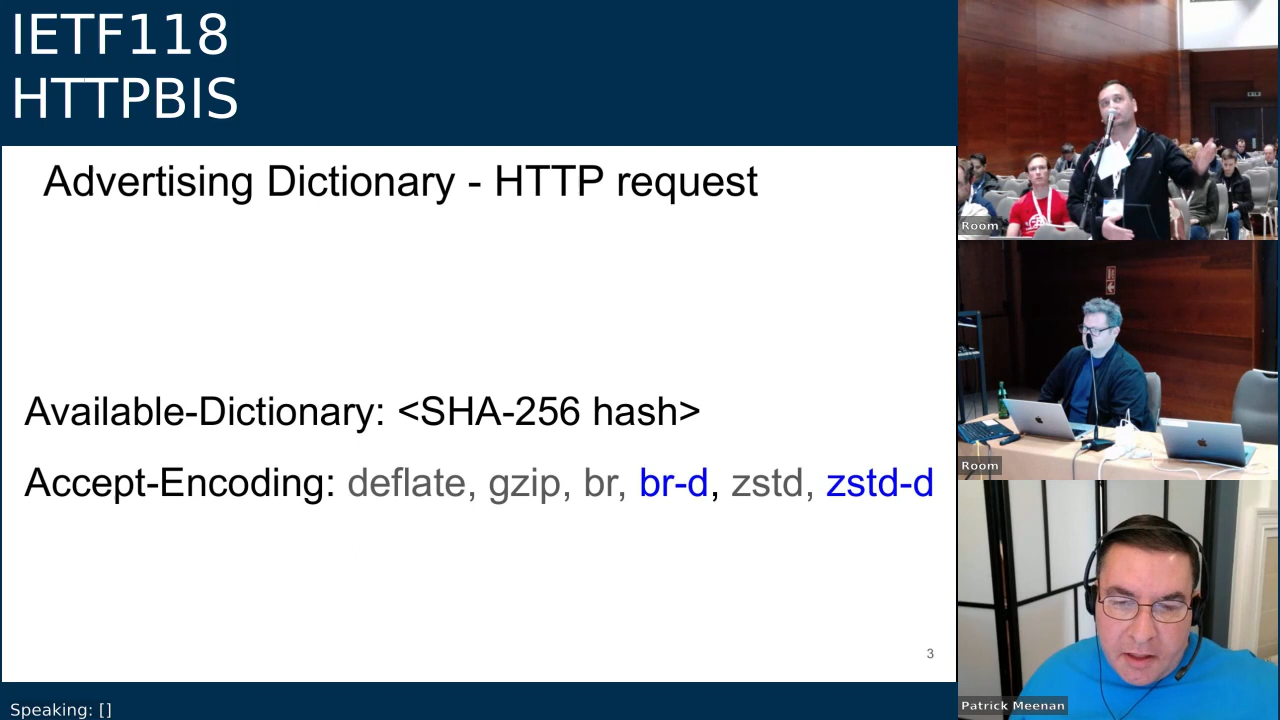 IETF118
HTTPBIS
Advertising Dictionary - HTTP request
Available-Dictionary: <SHA-256 hash>
Accept-Encoding: deflate, gzip, br, br-d, zstd, zstd-d
3
Speaking: []
Room
Room
Patrick Meenan